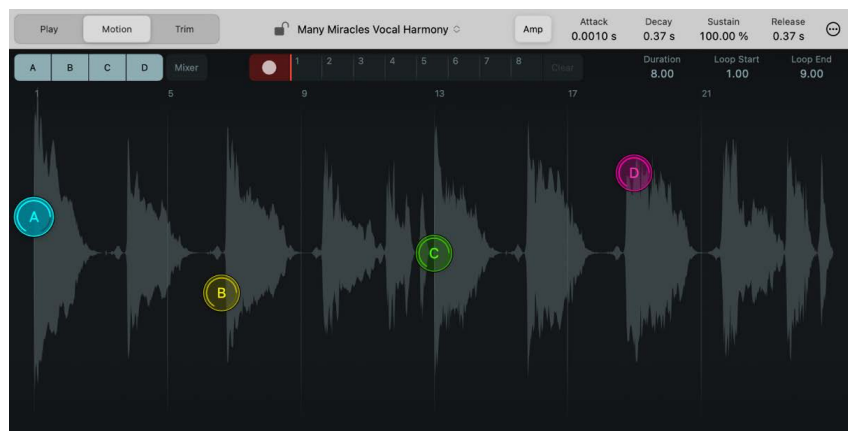 Play Motion Trim Many Miracles Vocal Harmony Amp Attack Decay Sustain Release
0.0010 s 0.37 s 100.00 % 0.37 s
A B C D Mixer 1 2 3 4 5 6 7 8 Clear Duration Loop Start Loop End
8.00 1.00 9.00
1 5 9 13 17 21
D
A
C
B